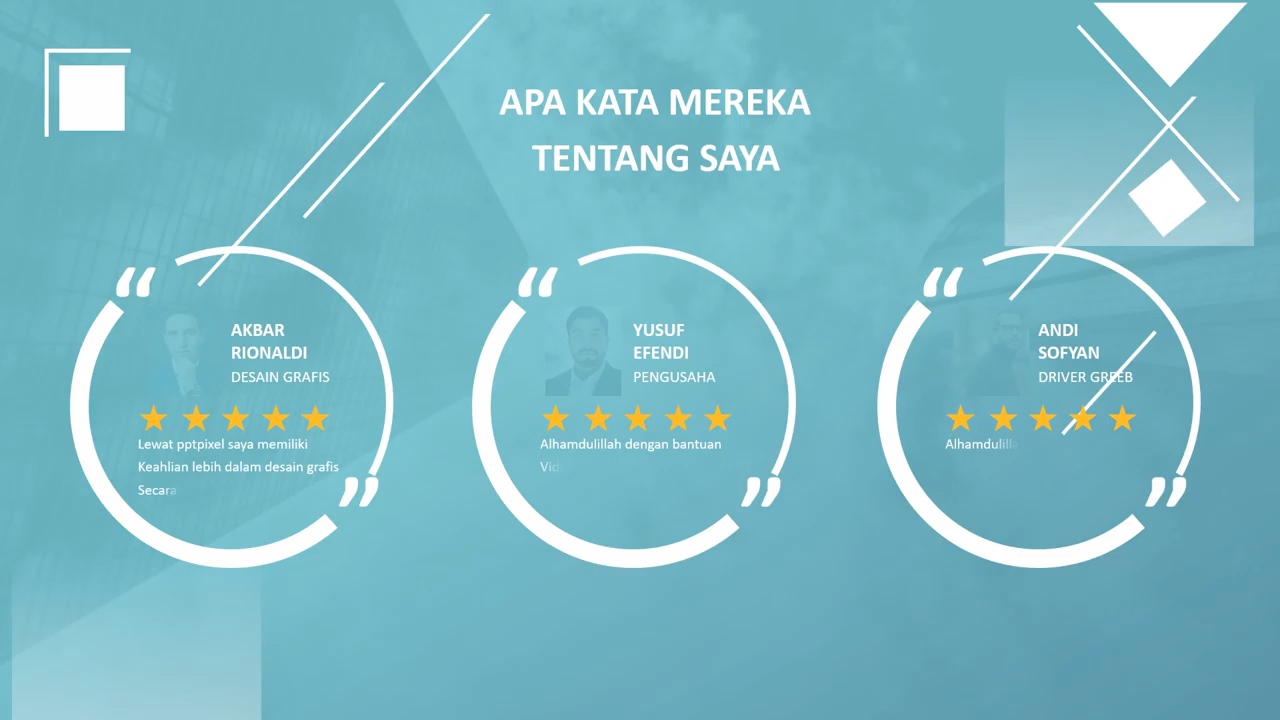 APA KATA MEREKA
TENTANG SAYA
AKBAR
RIONALDI
DESAIN GRAFIS
Lewat pptpixel saya memiliki
Keahlian lebih dalam desain grafis
Secara
YUSUF
EFENDI
PENGUSAHA
Alhamdulillah dengan bantuan
ANDI
SOFYAN
DRIVER GREEB
Alhamdulilla